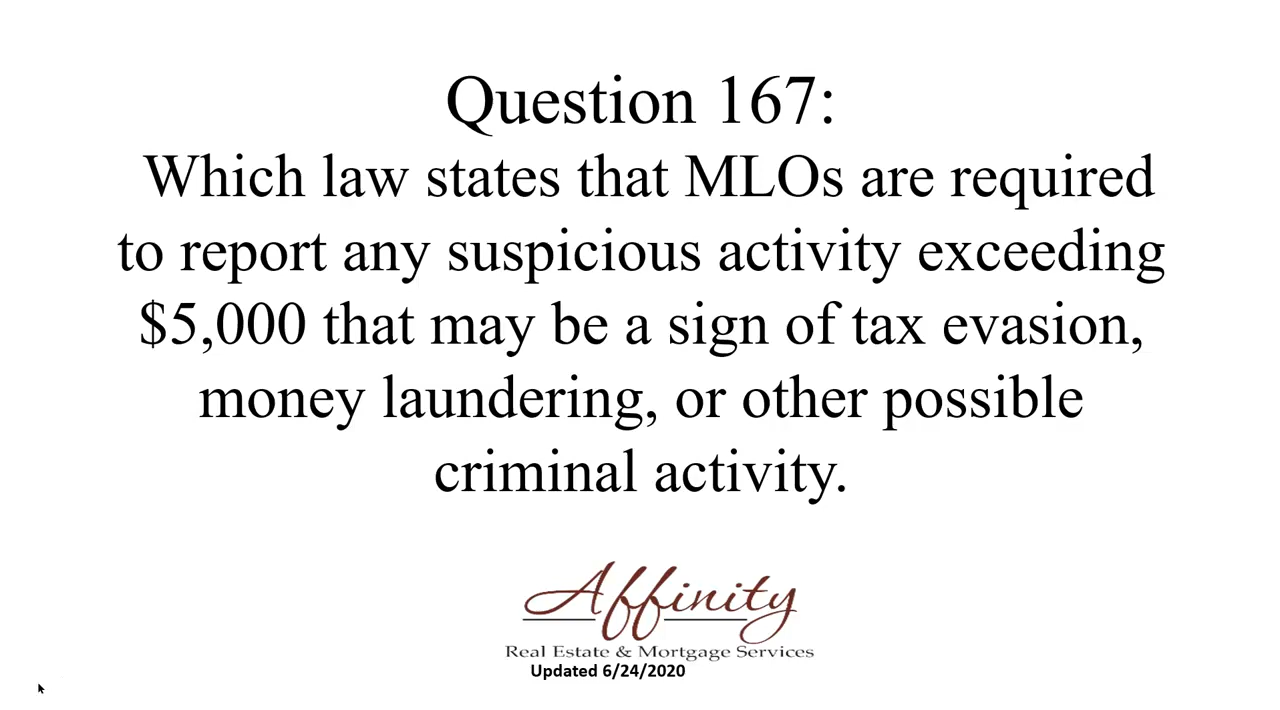 Question 167:
Which law states that MLOs are required
to report any suspicious activity exceeding
$5,000 that may be a sign of tax evasion,
money laundering, or other possible
criminal activity.
Affinity
Real Estate & Mortgage Services
Updated 6/24/2020